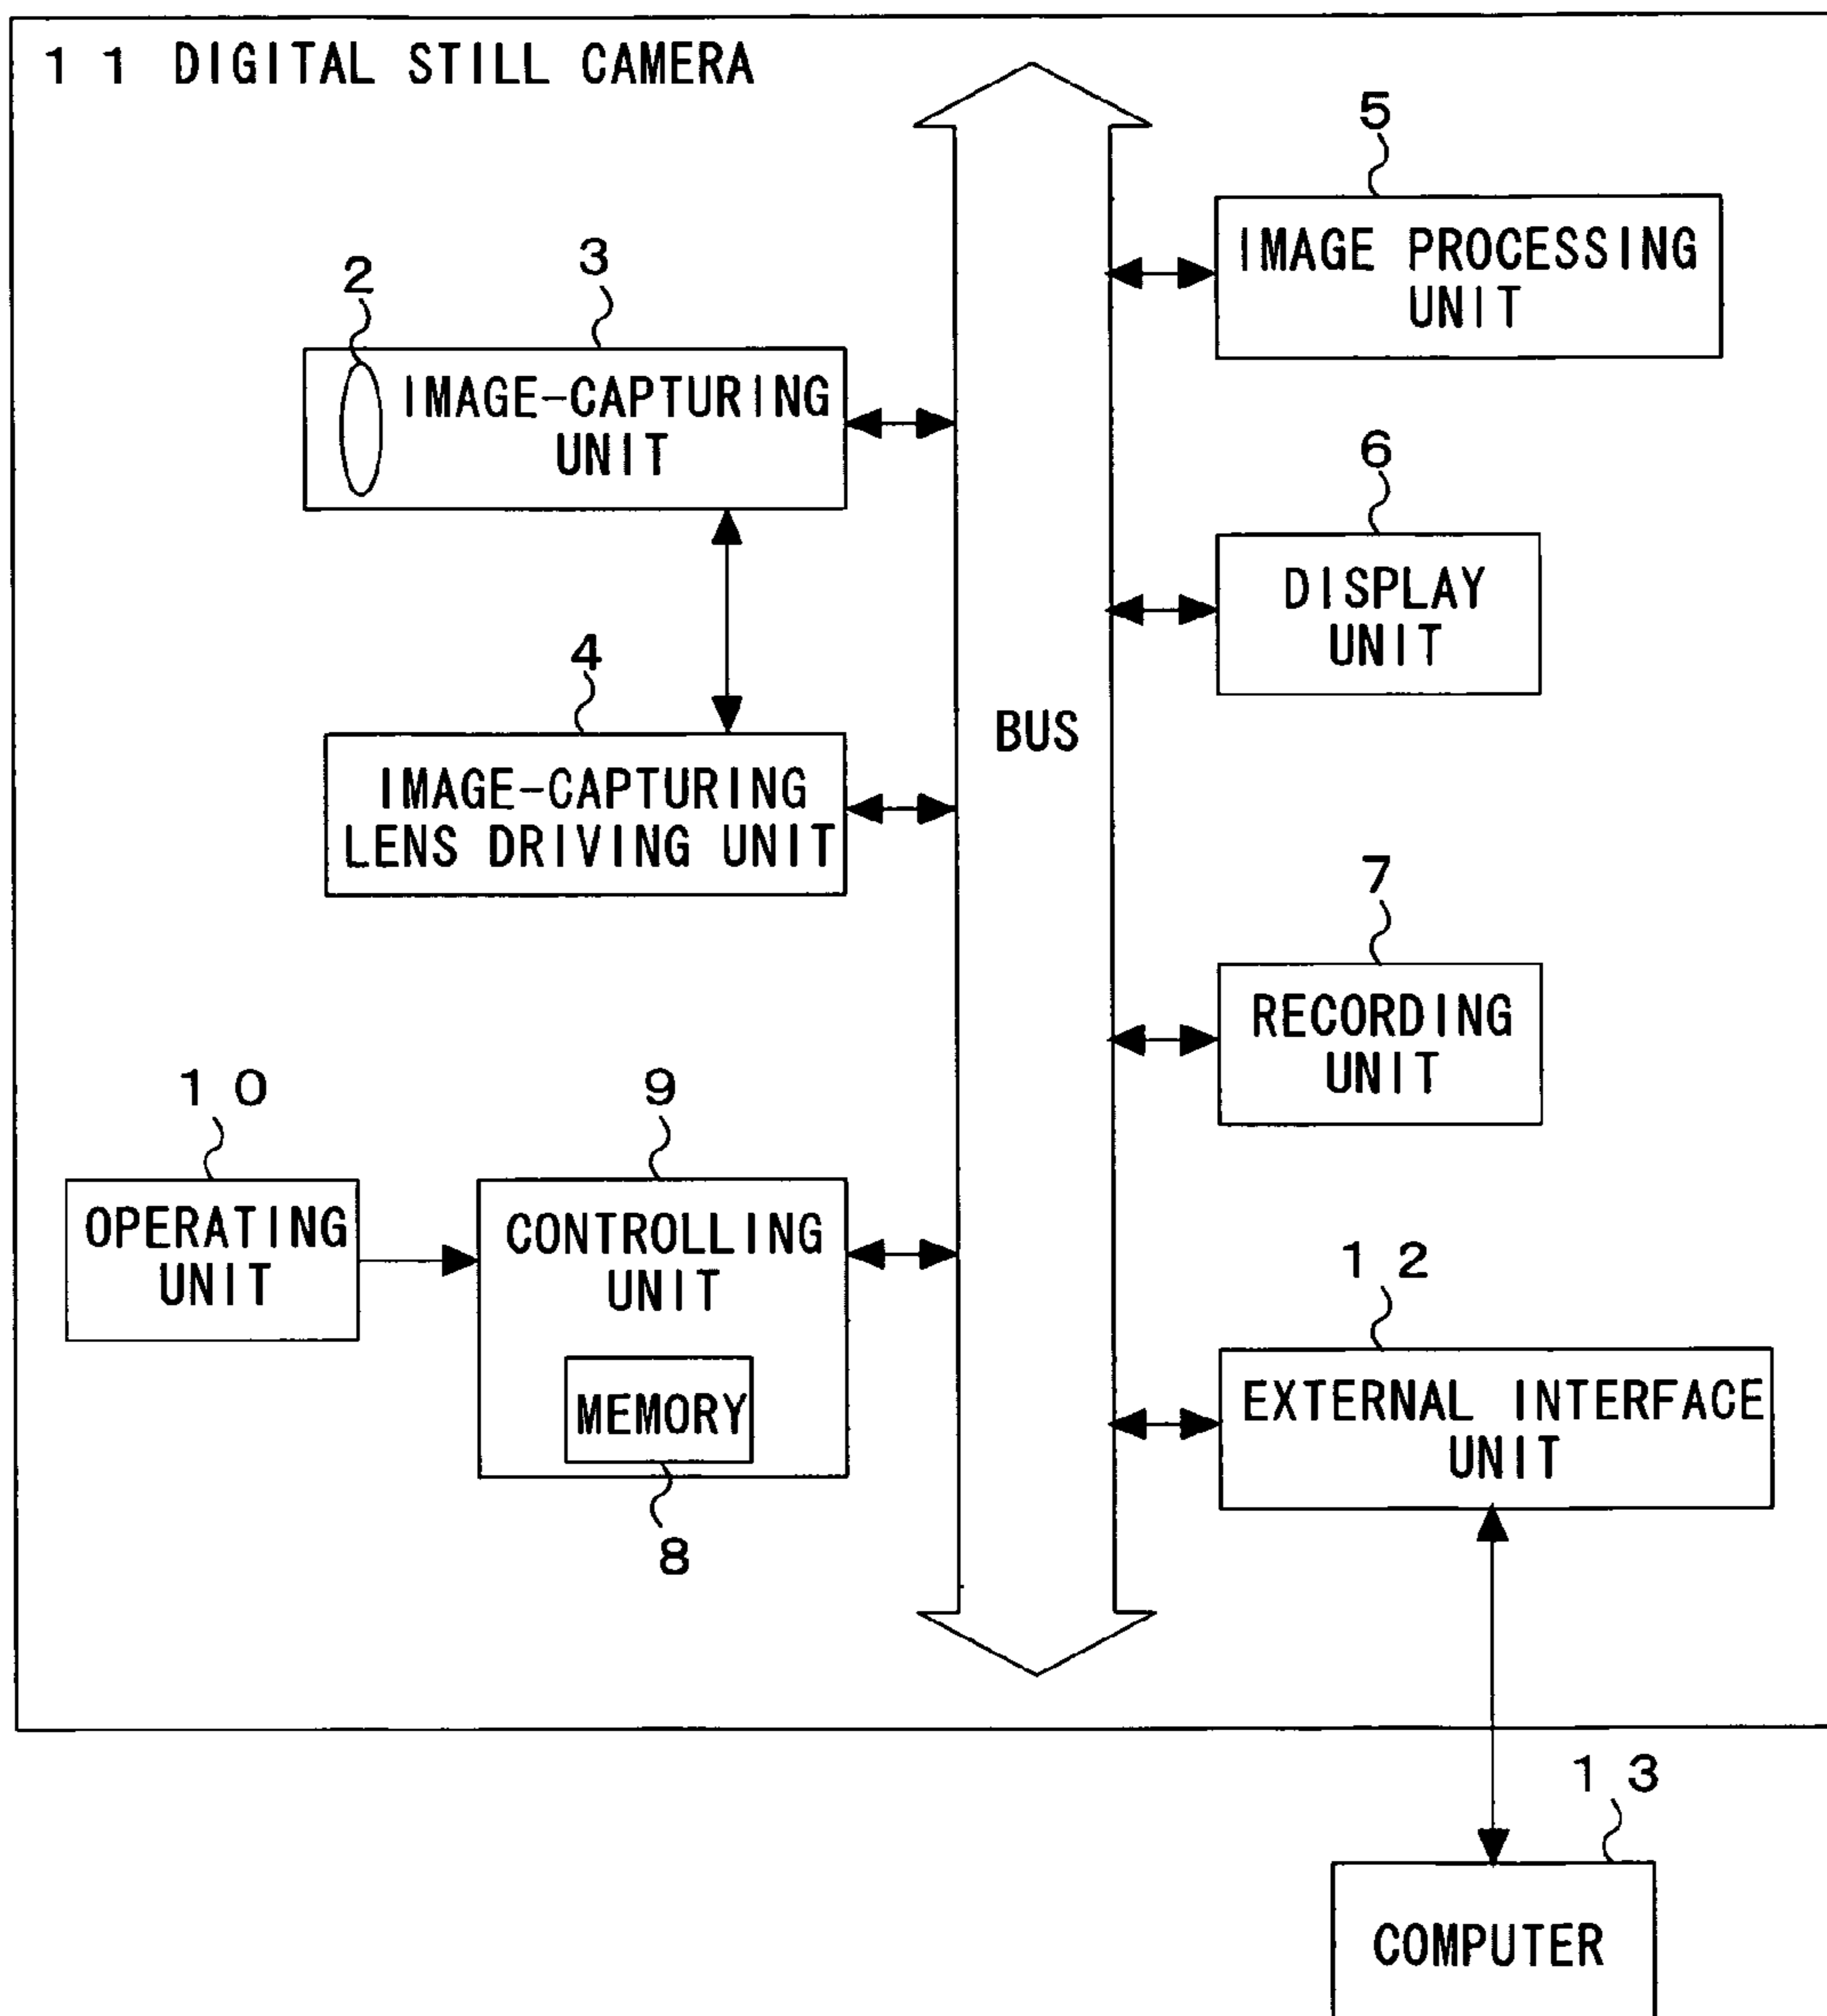 1 1 DIGITAL STILL CAMERA
5
IMAGE PROCESSING
UNIT
2
3
IMAGE-CAPTURING
UNIT
6
DISPLAY
UNIT
4
IMAGE-CAPTURING
LENS DRIVING UNIT
BUS
7
RECORDING
UNIT
1 0
OPERATING
UNIT
9
CONTROLLING
UNIT
MEMORY
8
1 2
EXTERNAL INTERFACE
UNIT
1 3
COMPUTER